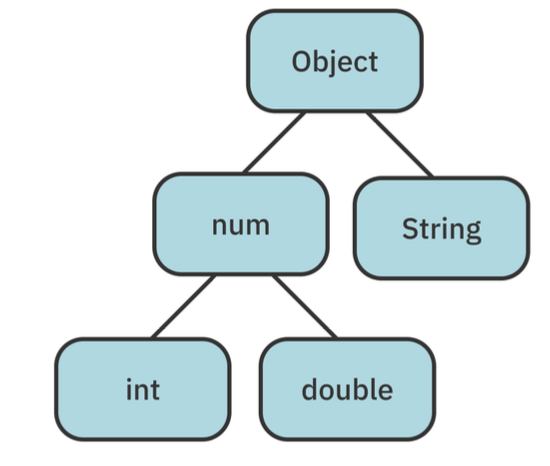 Object
num
String
int
double